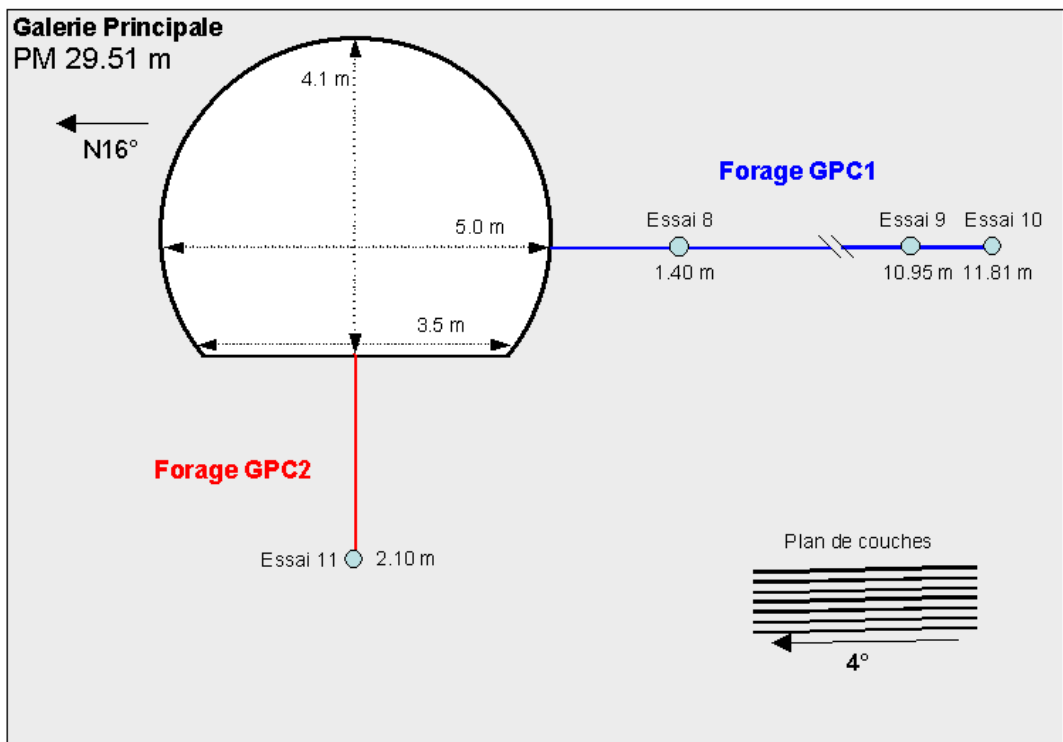 Galerie Principale
PM 29.51 m
4.1 m
N16°
Forage GPC1
5.0 m
Essai 8
Essai 9
Essai 10
1.40 m
10.95 m
11.81 m
3.5 m
Forage GPC2
Essai 11
2.10 m
Plan de couches
4°